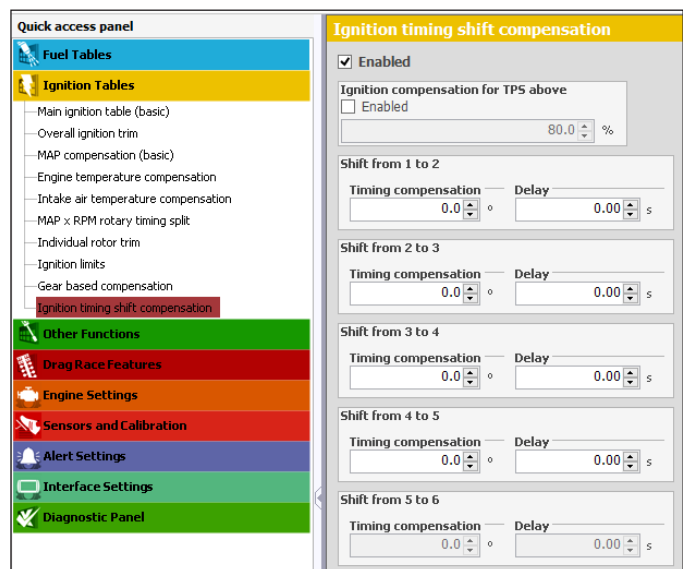 Quick access panel
Fuel Tables
Ignition Tables
Main ignition table (basic)
Overall ignition trim
MAP compensation (basic)
Engine temperature compensation
Intake air temperature compensation
MAP x RPM rotary timing split
Individual rotor trim
Ignition limits
Gear based compensation
Ignition timing shift compensation
Other Functions
Drag Race Features
Engine Settings
Sensors and Calibration
Alert Settings
Interface Settings
Diagnostic Panel
Ignition timing shift compensation
Enabled
Ignition compensation for TPS above
Enabled
80.0 %
Shift from 1 to 2
Timing compensation Delay
0.0 ° 0.00 s
Shift from 2 to 3
Timing compensation Delay
0.0 ° 0.00 s
Shift from 3 to 4
Timing compensation Delay
0.0 ° 0.00 s
Shift from 4 to 5
Timing compensation Delay
0.0 ° 0.00 s
Shift from 5 to 6
Timing compensation Delay
0.0 ° 0.00 s